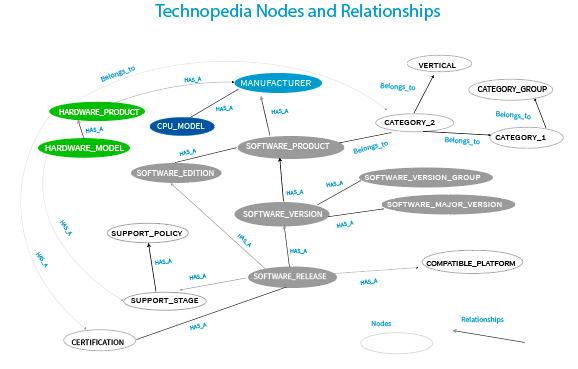 Technopedia Nodes and Relationships
VERTICAL
Belongs_to
HAS_A
MANUFACTURER
Belongs_to
CATEGORY_GROUP
HARDWARE_PRODUCT
HAS_A
HAS_A
Belongs_to
CPU_MODEL
CATEGORY_2
HAS_A
HARDWARE_MODEL
SOFTWARE_PRODUCT
Belongs_to
Belongs_to
CATEGORY_1
HAS_A
SOFTWARE_EDITION
SOFTWARE_VERSION_GROUP
HAS_A
HAS_A
SOFTWARE_MAJOR_VERSION
SOFTWARE_VERSION
HAS_A
HAS_A
SUPPORT_POLICY
HAS_A
HAS_A
HAS_A
HAS_A
COMPATIBLE_PLATFORM
SOFTWARE_RELEASE
HAS_A
HAS_A
SUPPORT_STAGE
HAS_A
CERTIFICATION
Nodes
Relationships